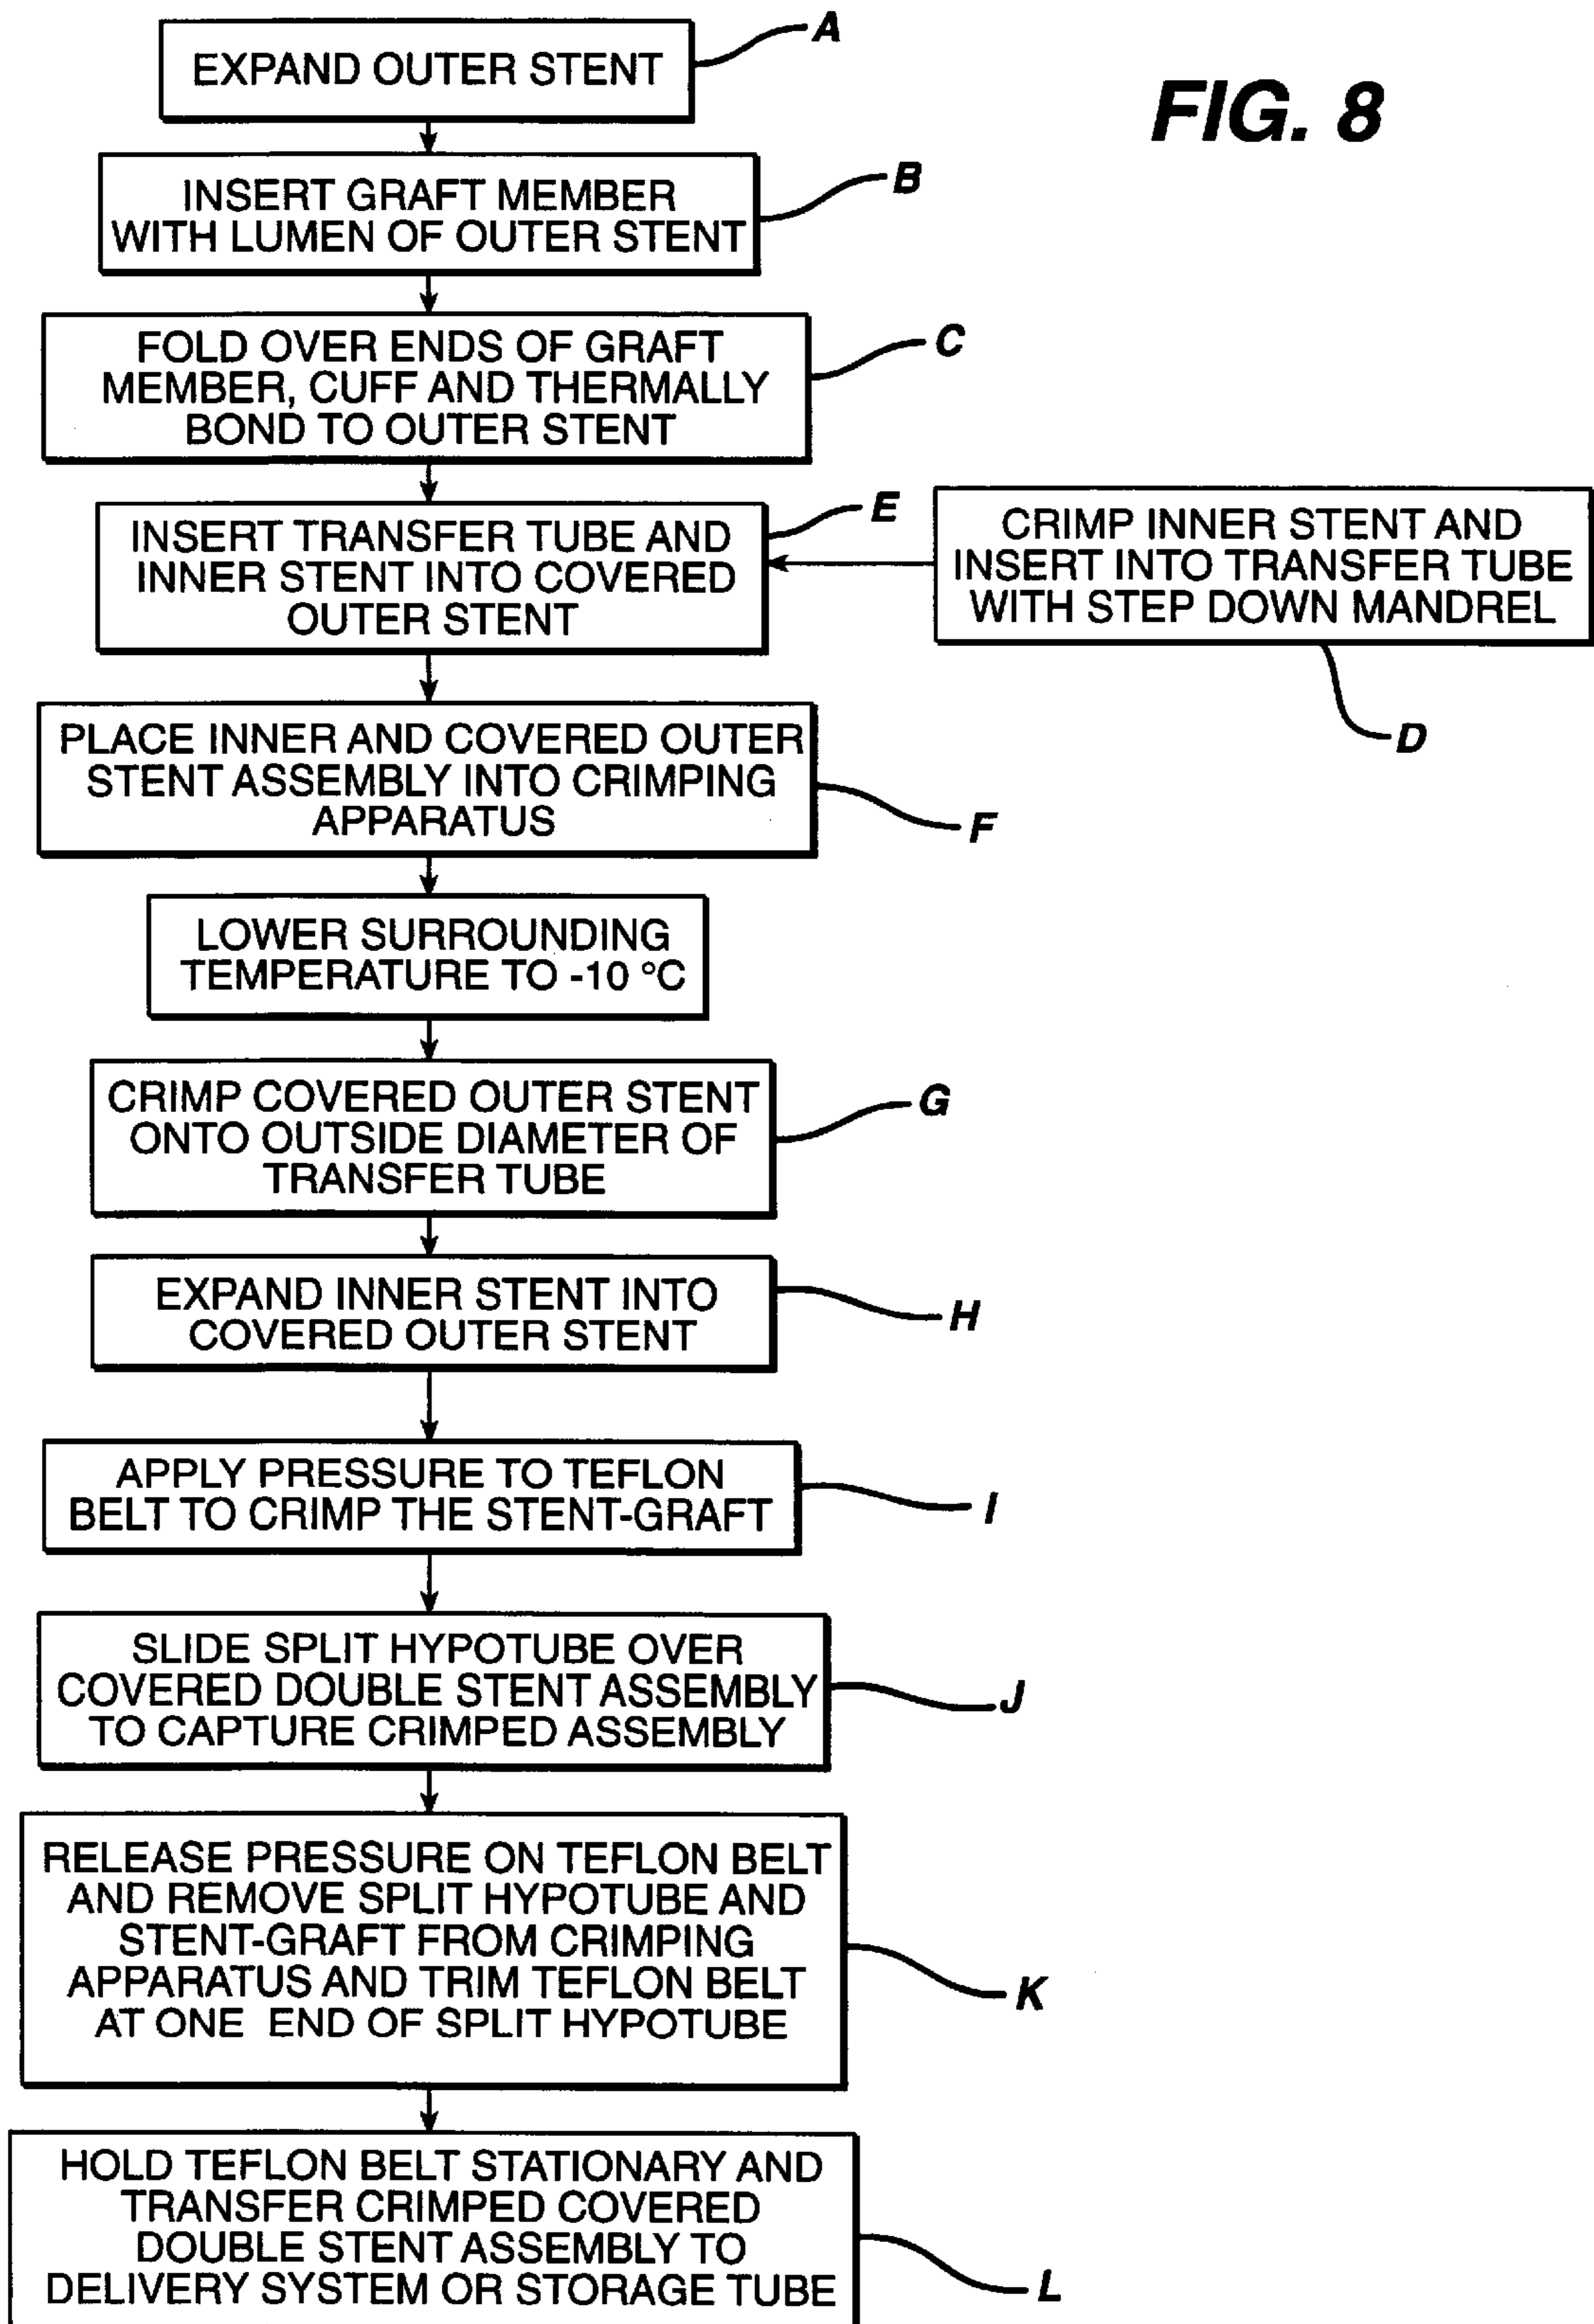 FIG. 8
A
EXPAND OUTER STENT
B
INSERT GRAFT MEMBER
WITH LUMEN OF OUTER STENT
C
FOLD OVER ENDS OF GRAFT
MEMBER, CUFF AND THERMALLY
BOND TO OUTER STENT
E
INSERT TRANSFER TUBE AND
INNER STENT INTO COVERED
OUTER STENT
CRIMP INNER STENT AND
INSERT INTO TRANSFER TUBE
WITH STEP DOWN MANDREL
D
PLACE INNER AND COVERED OUTER
STENT ASSEMBLY INTO CRIMPING
APPARATUS
F
LOWER SURROUNDING
TEMPERATURE TO -10 °C
CRIMP COVERED OUTER STENT
ONTO OUTSIDE DIAMETER OF
TRANSFER TUBE
G
EXPAND INNER STENT INTO
COVERED OUTER STENT
H
APPLY PRESSURE TO TEFLON
BELT TO CRIMP THE STENT-GRAFT
I
SLIDE SPLIT HYPOTUBE OVER
COVERED DOUBLE STENT ASSEMBLY
TO CAPTURE CRIMPED ASSEMBLY
J
RELEASE PRESSURE ON TEFLON BELT
AND REMOVE SPLIT HYPOTUBE AND
STENT-GRAFT FROM CRIMPING
APPARATUS AND TRIM TEFLON BELT
AT ONE END OF SPLIT HYPOTUBE
K
HOLD TEFLON BELT STATIONARY AND
TRANSFER CRIMPED COVERED
DOUBLE STENT ASSEMBLY TO
DELIVERY SYSTEM OR STORAGE TUBE
L